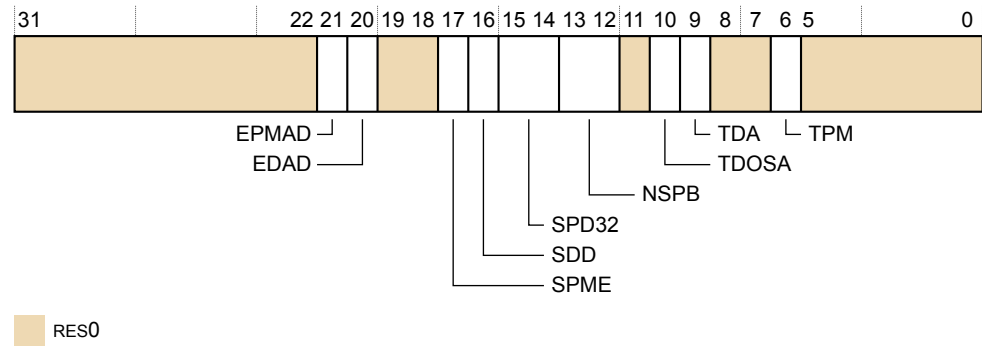 31 22 21 20 19 18 17 16 15 14 13 12 11 10 9 8 7 6 5 0
EPMAD TDA TPM
EDAD TDOSA
NSPB
SPD32
SDD
SPME
RES0